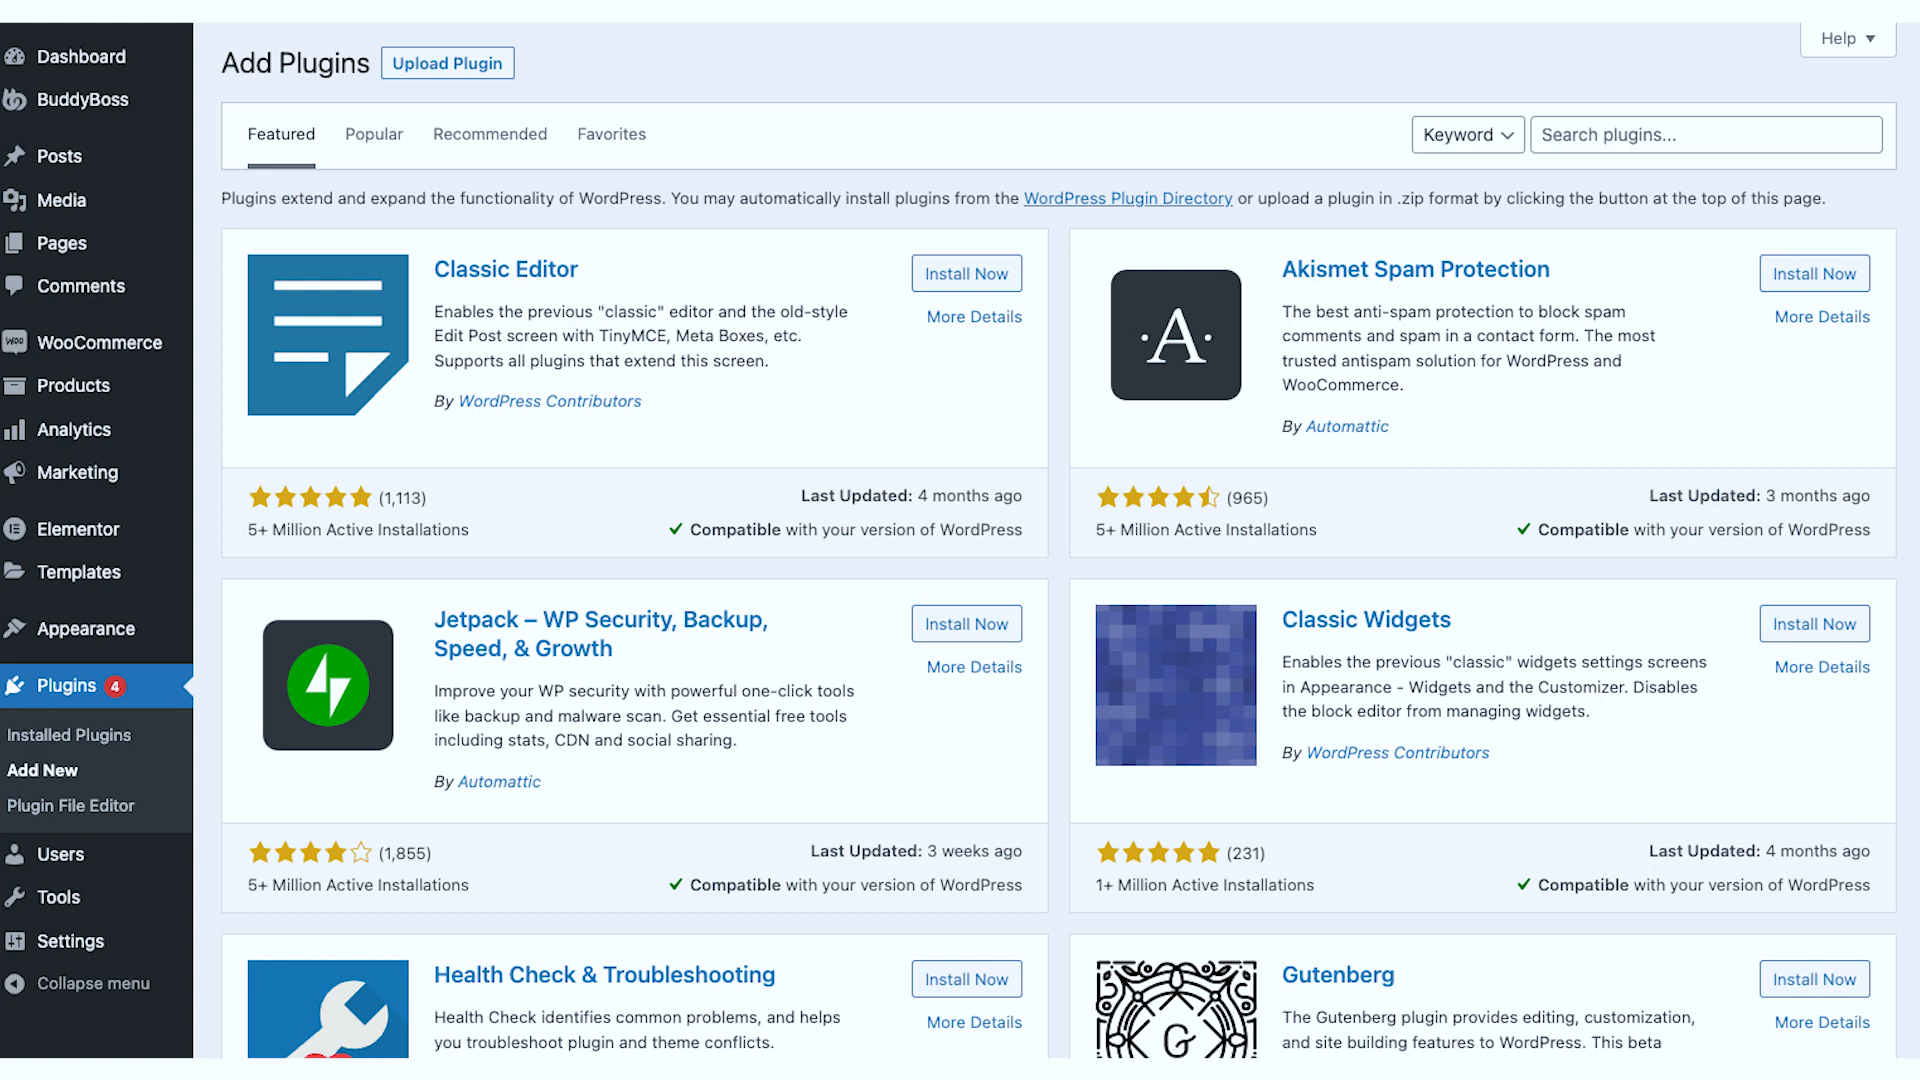 Dashboard
BuddyBoss
Posts
Media
Pages
Comments
WOO WooCommerce
Products
Analytics
Marketing
Elementor
Templates
Appearance
Plugins 4
Installed Plugins
Add New
Plugin File Editor
Users
Tools
Settings
Collapse menu
Help
Add Plugins Upload Plugin
Featured Popular Recommended Favorites Keyword Search plugins...
Plugins extend and expand the functionality of WordPress. You may automatically install plugins from the WordPress Plugin Directory or upload a plugin in .zip format by clicking the button at the top of this page.
Classic Editor
Install Now
More Details
Enables the previous "classic" editor and the old-style
Edit Post screen with TinyMCE, Meta Boxes, etc.
Supports all plugins that extend this screen.
By WordPress Contributors
(1,113)
Last Updated: 4 months ago
5+ Million Active Installations
Compatible with your version of WordPress
·A·
Akismet Spam Protection
Install Now
More Details
The best anti-spam protection to block spam
comments and spam in a contact form. The most
trusted antispam solution for WordPress and
WooCommerce.
By Automattic
(965)
Last Updated: 3 months ago
5+ Million Active Installations
Compatible with your version of WordPress
Jetpack – WP Security, Backup,
Speed, & Growth
Install Now
More Details
Improve your WP security with powerful one-click tools
like backup and malware scan. Get essential free tools
including stats, CDN and social sharing.
By Automattic
(1,855)
Last Updated: 3 weeks ago
5+ Million Active Installations
Compatible with your version of WordPress
Classic Widgets
Install Now
More Details
Enables the previous "classic" widgets settings screens
in Appearance - Widgets and the Customizer. Disables
the block editor from managing widgets.
By WordPress Contributors
(231)
Last Updated: 4 months ago
1+ Million Active Installations
Compatible with your version of WordPress
Health Check & Troubleshooting
Install Now
More Details
Health Check identifies common problems, and helps
you troubleshoot plugin and theme conflicts.
G
Gutenberg
Install Now
More Details
The Gutenberg plugin provides editing, customization,
and site building features to WordPress. This beta